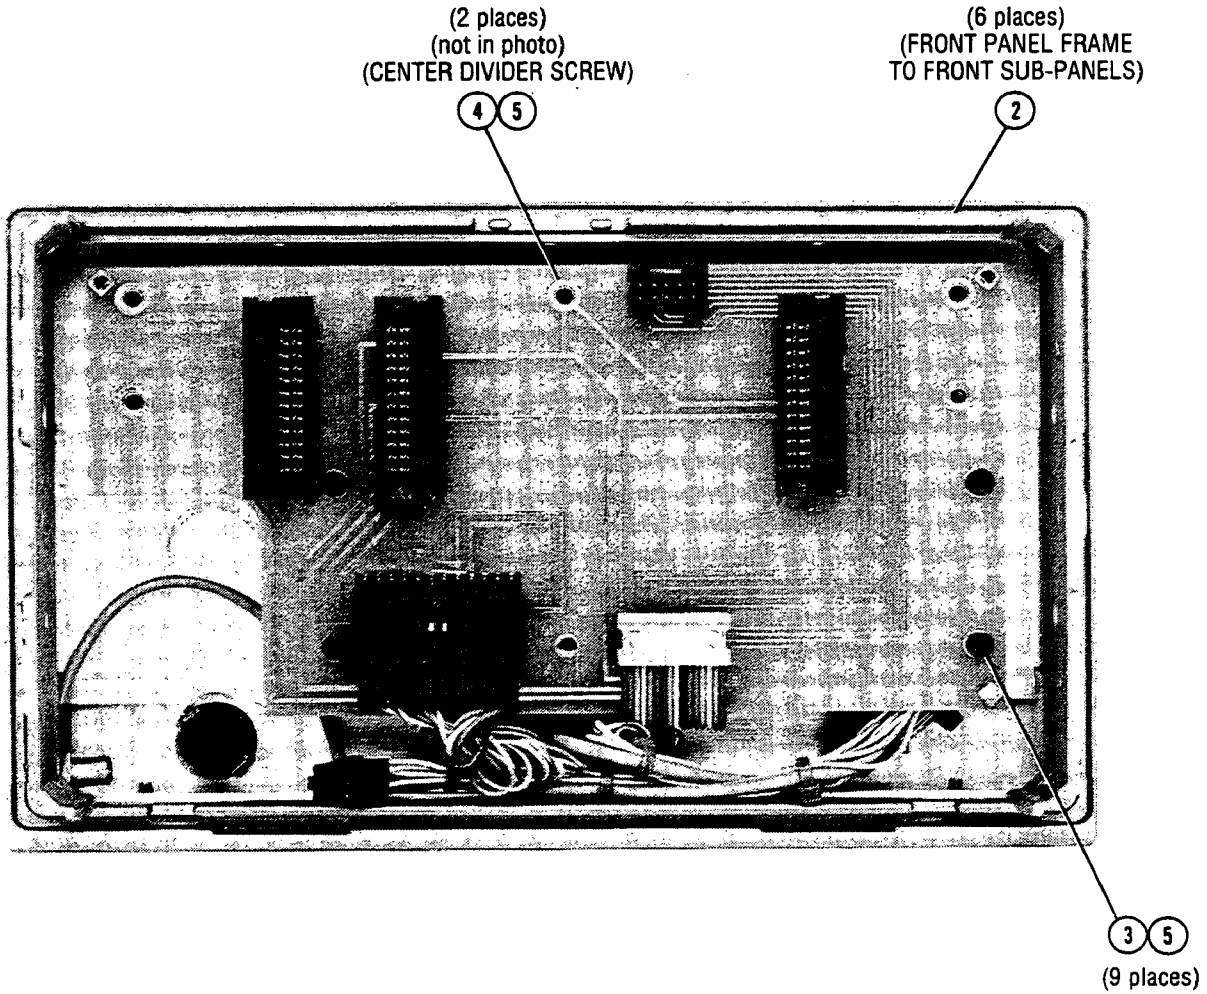 (2 places)
(not in photo)
(CENTER DIVIDER SCREW)
4 5
(6 places)
(FRONT PANEL FRAME
TO FRONT SUB-PANELS)
2
3 5
(9 places)